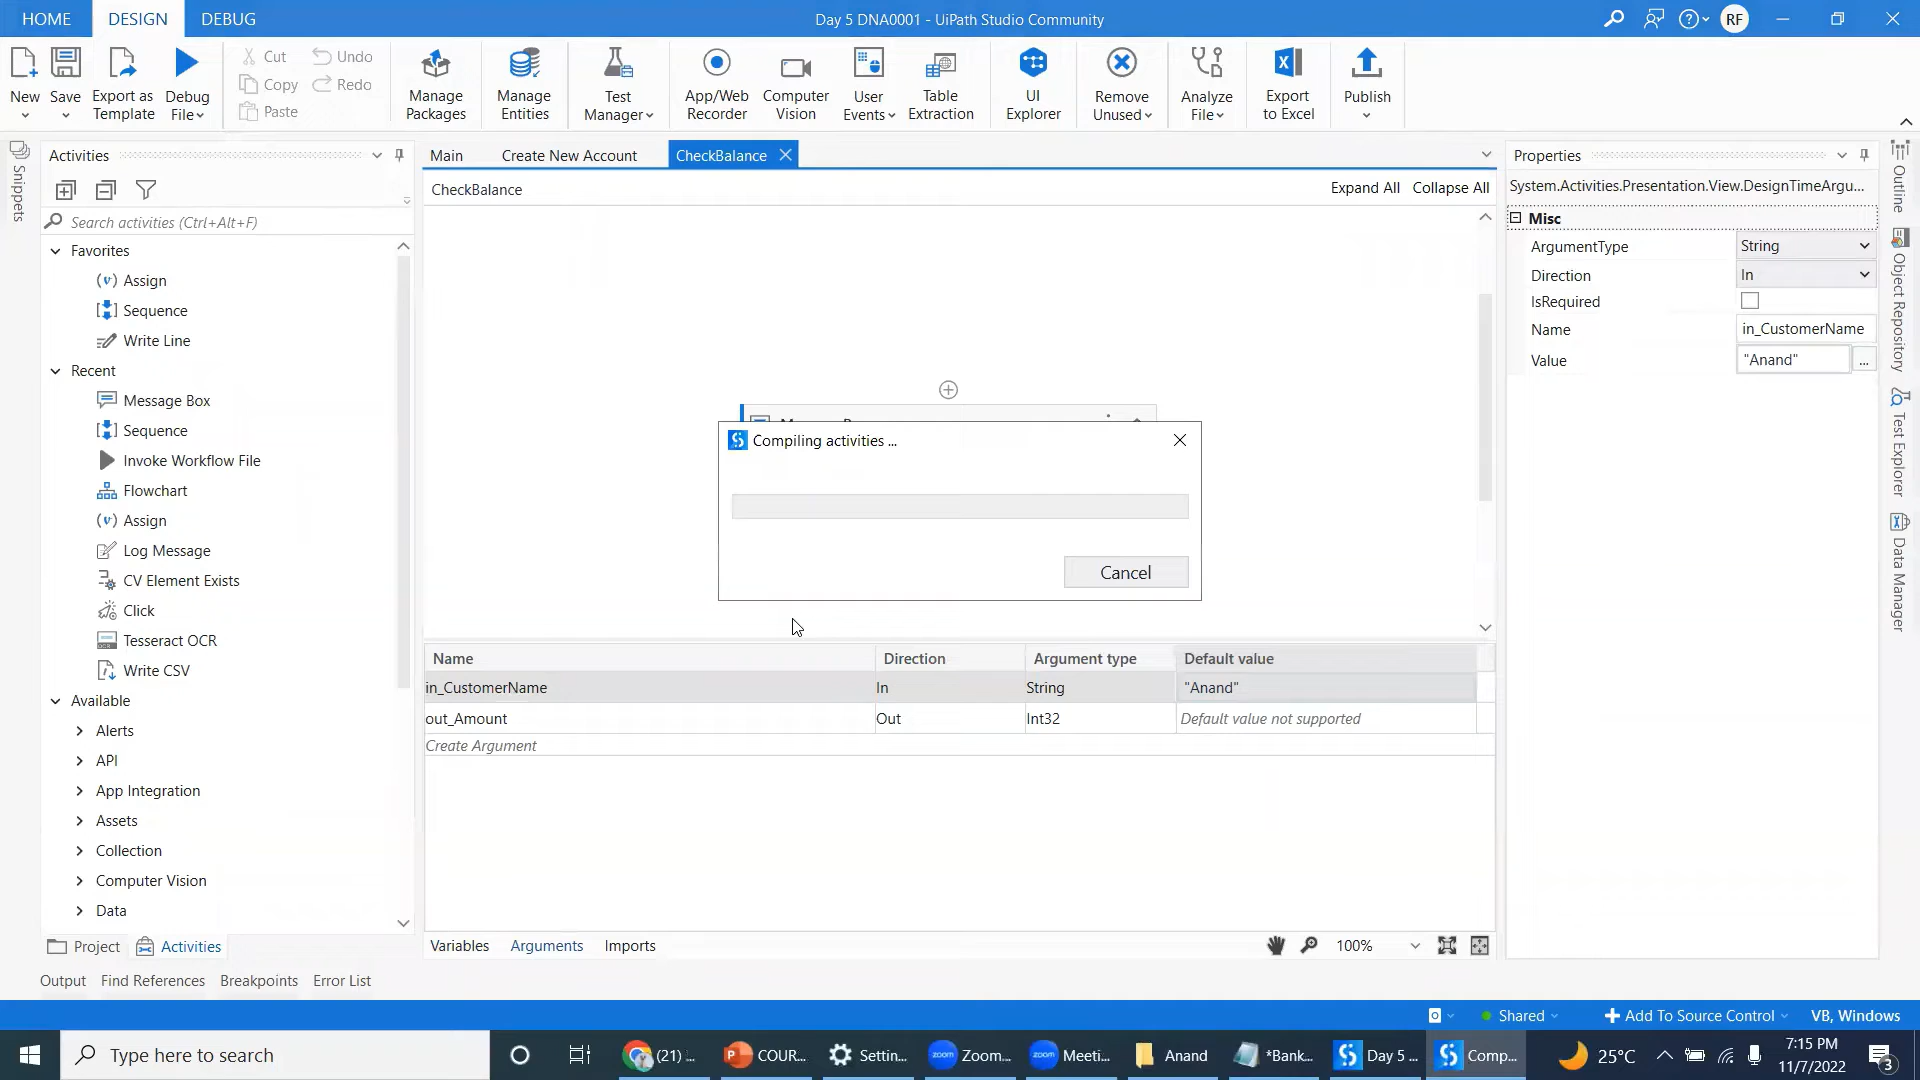 HOME DESIGN DEBUG
Day 5 DNA0001 - UiPath Studio Community
RF
New
Save
Export as Template
Debug File
Cut
Copy
Paste
Undo
Redo
Manage Packages
Manage Entities
Test Manager
App/Web Recorder
Computer Vision
User Events
Table Extraction
UI Explorer
Remove Unused
Analyze File
Export to Excel
Publish
Snippets
Activities
Search activities (Ctrl+Alt+F)
Favorites
Assign
Sequence
Write Line
Recent
Message Box
Sequence
Invoke Workflow File
Flowchart
Assign
Log Message
CV Element Exists
Click
Tesseract OCR
Write CSV
Available
Alerts
API
App Integration
Assets
Collection
Computer Vision
Data
Project Activities
Main Create New Account CheckBalance
CheckBalance
Expand All Collapse All
Compiling activities ...
Cancel
Name Direction Argument type Default value
in_CustomerName In String "Anand"
out_Amount Out Int32 Default value not supported
Create Argument
Variables Arguments Imports
100%
Properties
System.Activities.Presentation.View.DesignTimeArgu...
Misc
ArgumentType String
Direction In
IsRequired
Name in_CustomerName
Value "Anand" ...
Outline
Object Repository
Test Explorer
Data Manager
Output Find References Breakpoints Error List
Shared Add To Source Control VB, Windows
Type here to search
(21) ...
COUR...
Settin...
Zoom...
Meeti...
Anand
*Bank...
Day 5 ...
Comp...
25°C
7:15 PM
11/7/2022
3